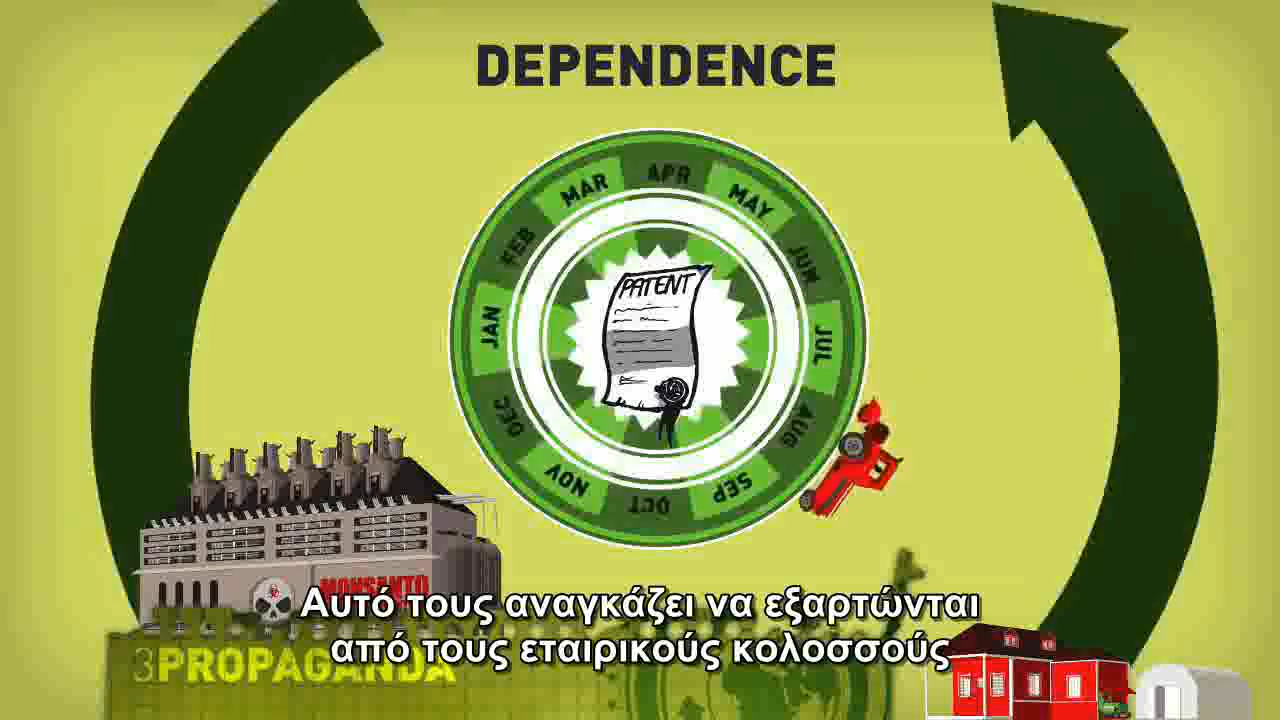 DEPENDENCE
APR
MAR
MAY
FEB
JUN
JAN
JUL
DEC
AUG
NOV
SEP
OCT
PATENT
MONSANTO
Αυτό τους αναγκάζει να εξαρτώνται
από τους εταιρικούς κολοσσούς
3PROPAGANDA